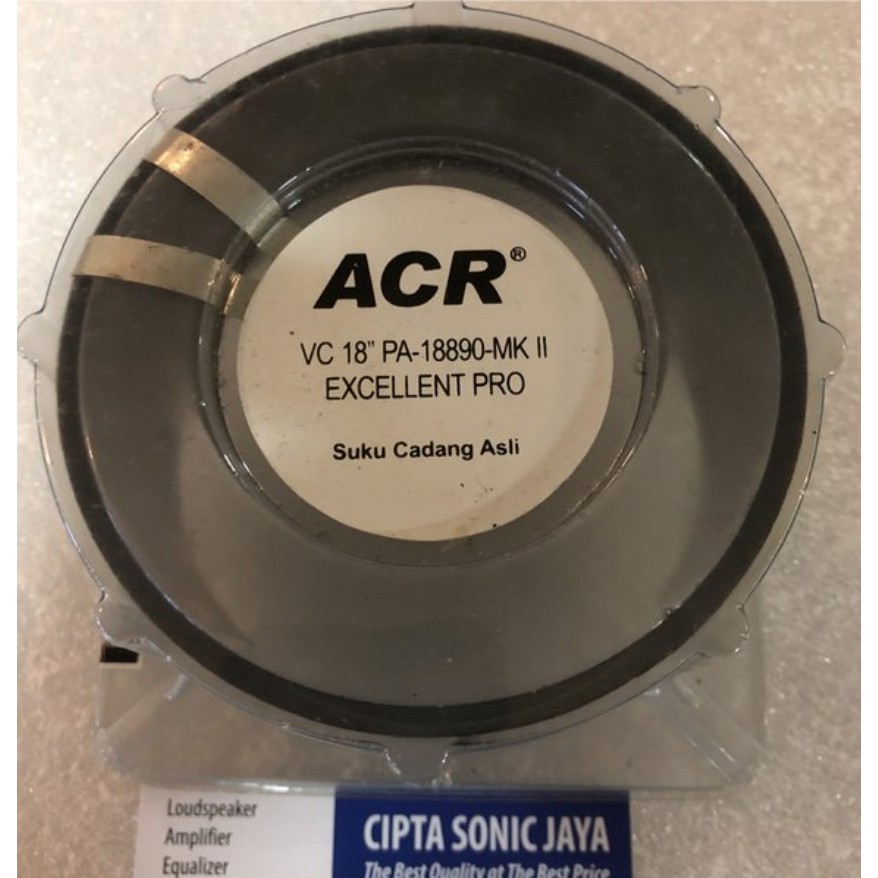 ACR®
VC 18" PA-18890-MK II
EXCELLENT PRO
Suku Cadang Asli
Loudspeaker
Amplifier
Equalizer
CIPTA SONIC JAYA
The Best Quality at The Best Price